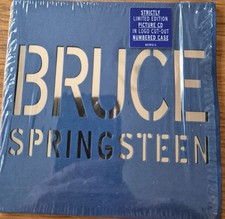 STRICTLY
LIMITED EDITION
PICTURE CD
IN LOGO CUT-OUT
NUMBERED CASE
BRUCE
SPRINGSTEEN